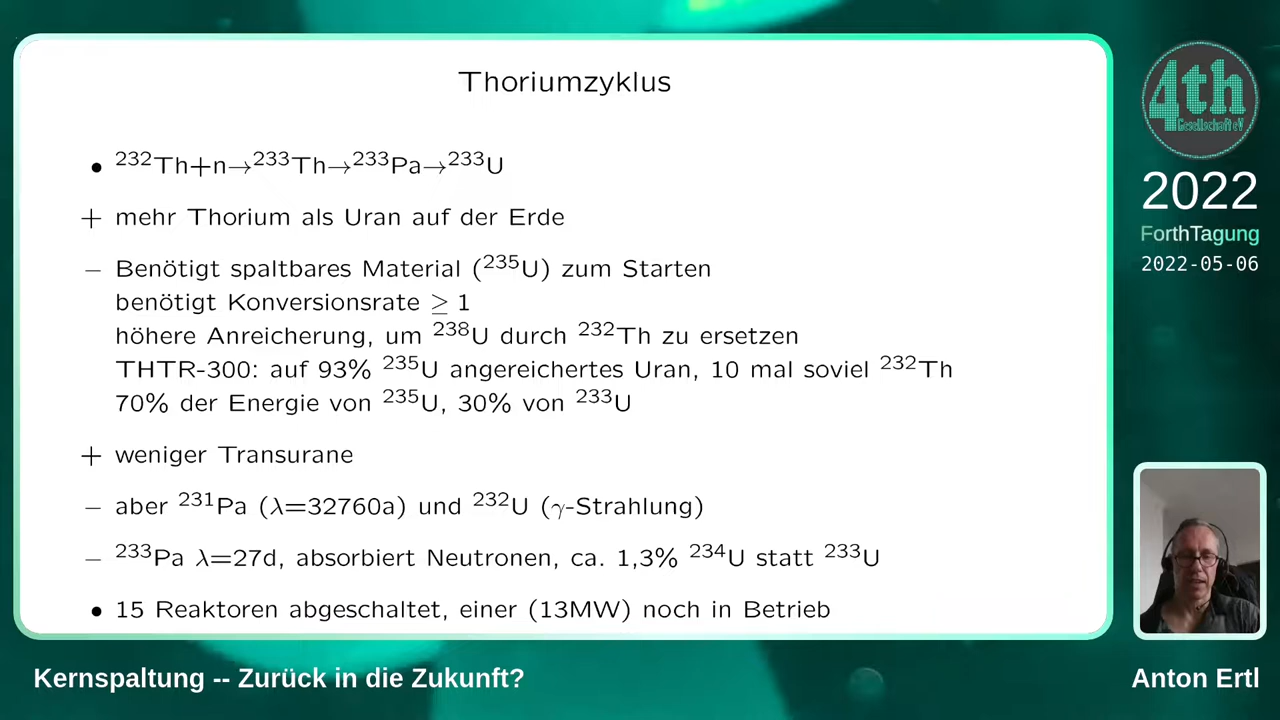 Thoriumzyklus
• ²³²Th+n→²³³Th→²³³Pa→²³³U
+ mehr Thorium als Uran auf der Erde
– Benötigt spaltbares Material (²³⁵U) zum Starten
benötigt Konversionsrate ≥ 1
höhere Anreicherung, um ²³⁸U durch ²³²Th zu ersetzen
THTR-300: auf 93% ²³⁵U angereichertes Uran, 10 mal soviel ²³²Th
70% der Energie von ²³⁵U, 30% von ²³³U
+ weniger Transurane
– aber ²³¹Pa (λ=32760a) und ²³²U (γ-Strahlung)
– ²³³Pa λ=27d, absorbiert Neutronen, ca. 1,3% ²³⁴U statt ²³³U
• 15 Reaktoren abgeschaltet, einer (13MW) noch in Betrieb
4th
Gesellschaft eV
2022
ForthTagung
2022-05-06
Kernspaltung -- Zurück in die Zukunft?
Anton Ertl